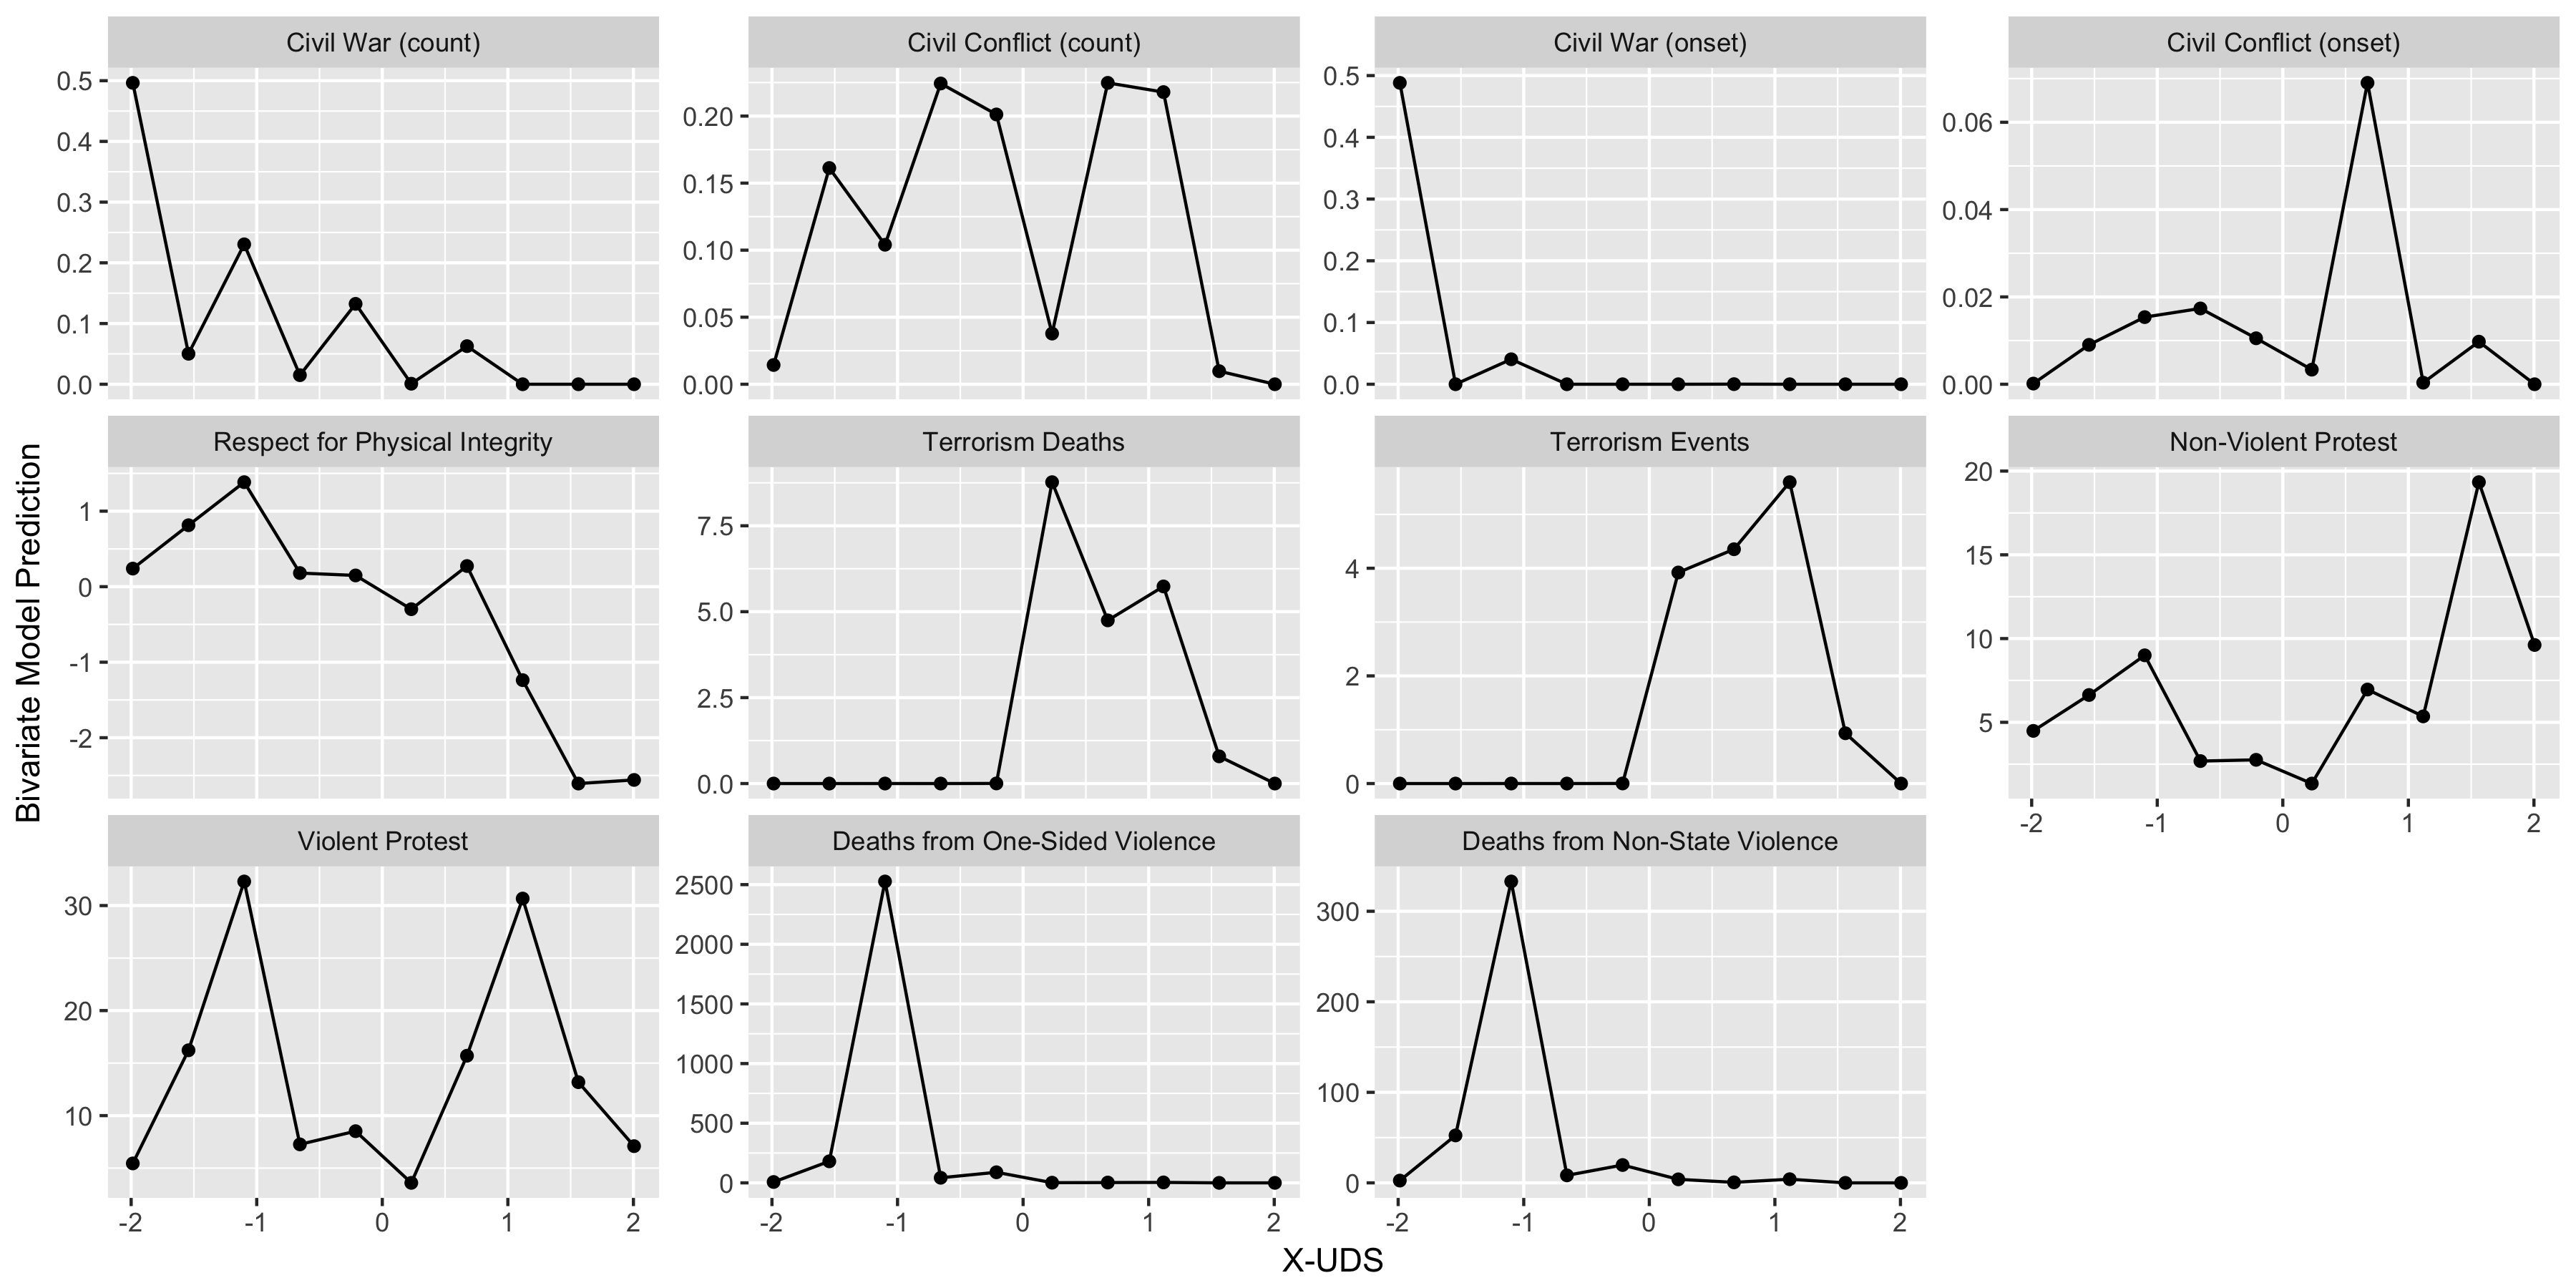 Civil War (count)
Civil Conflict (count)
Civil War (onset)
Civil Conflict (onset)
0.5
0.4
0.3
0.2
0.1
0.0
0.20
0.15
0.10
0.05
0.00
0.5
0.4
0.3
0.2
0.1
0.0
0.06
0.04
0.02
0.00
Respect for Physical Integrity
Terrorism Deaths
Terrorism Events
Non-Violent Protest
1
0
-1
-2
7.5
5.0
2.5
0.0
4
2
0
20
15
10
5
-2 -1 0 1 2
Violent Protest
Deaths from One-Sided Violence
Deaths from Non-State Violence
30
20
10
2500
2000
1500
1000
500
0
300
200
100
0
-2 -1 0 1 2
-2 -1 0 1 2
-2 -1 0 1 2
X-UDS
Bivariate Model Prediction